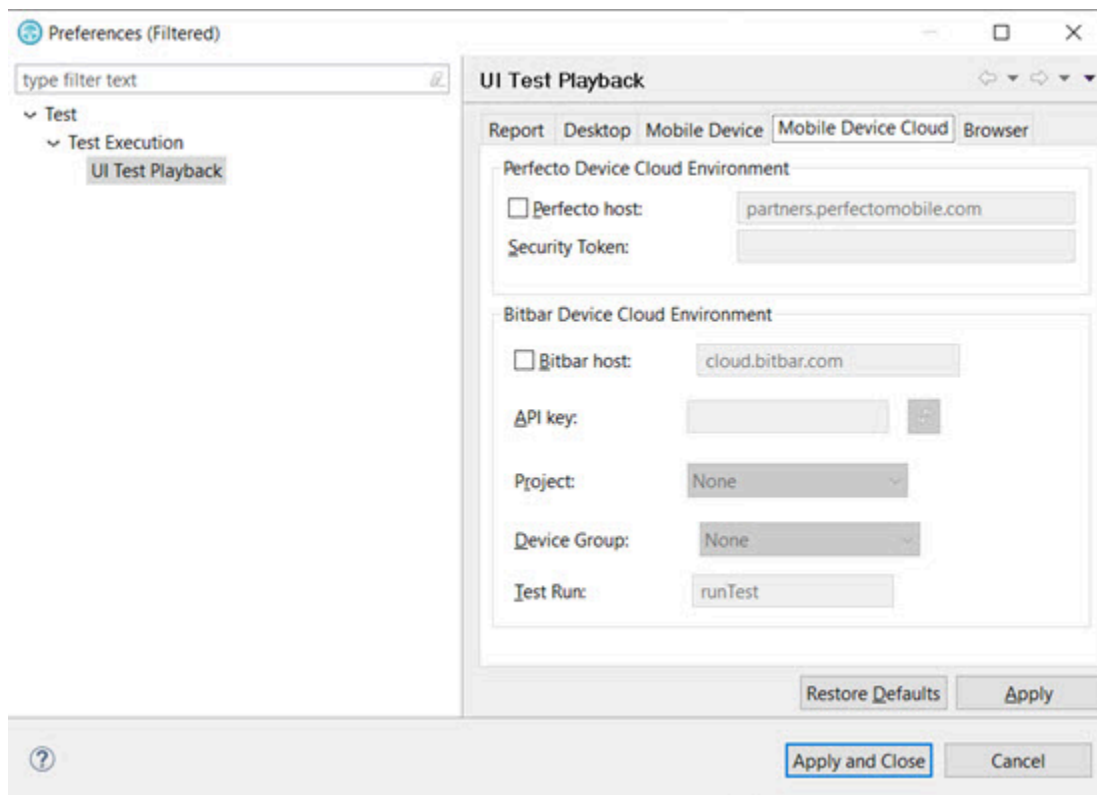 Preferences (Filtered)
type filter text
Test
Test Execution
UI Test Playback
UI Test Playback
Report Desktop Mobile Device Mobile Device Cloud Browser
Perfecto Device Cloud Environment
Perfecto host: partners.perfectomobile.com
Security Token:
Bitbar Device Cloud Environment
Bitbar host: cloud.bitbar.com
API key:
Project: None
Device Group: None
Test Run: runTest
Restore Defaults Apply
Apply and Close Cancel